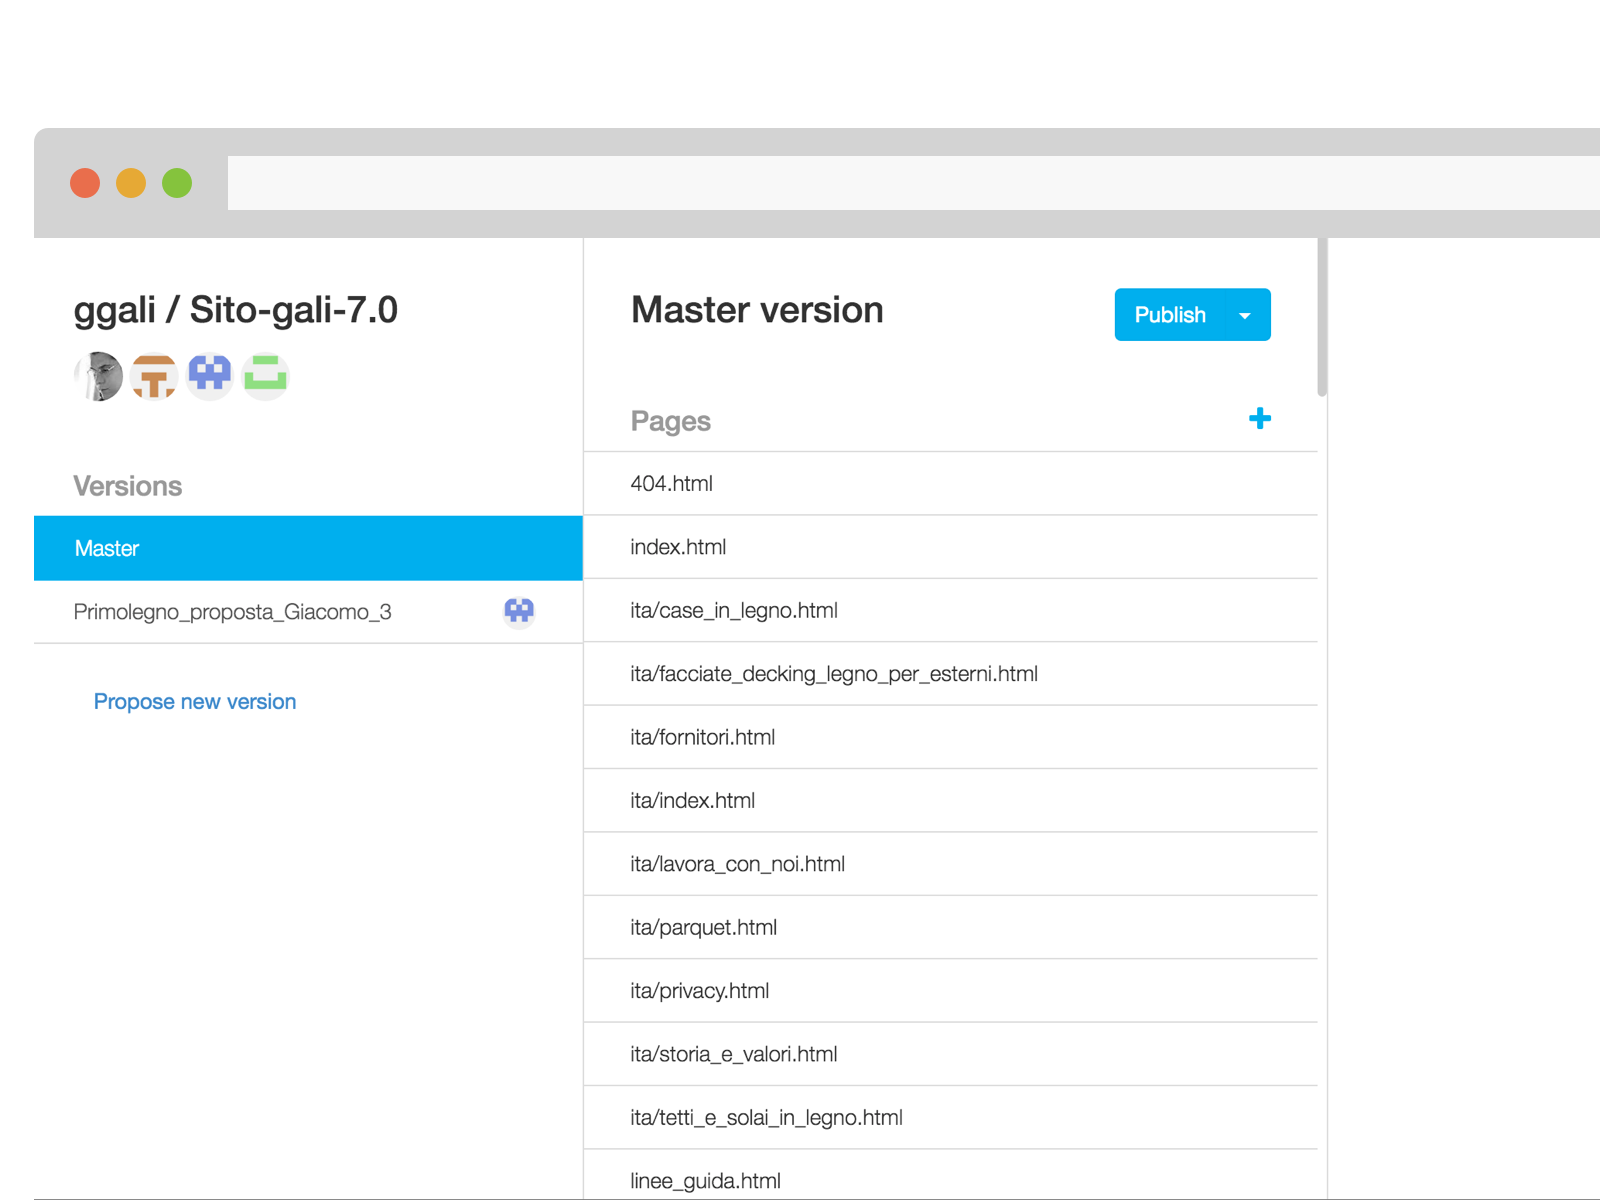 ggali / Sito-gali-7.0
Versions
Master
Primolegno_proposta_Giacomo_3
Propose new version
Master version
Publish
Pages
404.html
index.html
ita/case_in_legno.html
ita/facciate_decking_legno_per_esterni.html
ita/fornitori.html
ita/index.html
ita/lavora_con_noi.html
ita/parquet.html
ita/privacy.html
ita/storia_e_valori.html
ita/tetti_e_solai_in_legno.html
linee_guida.html